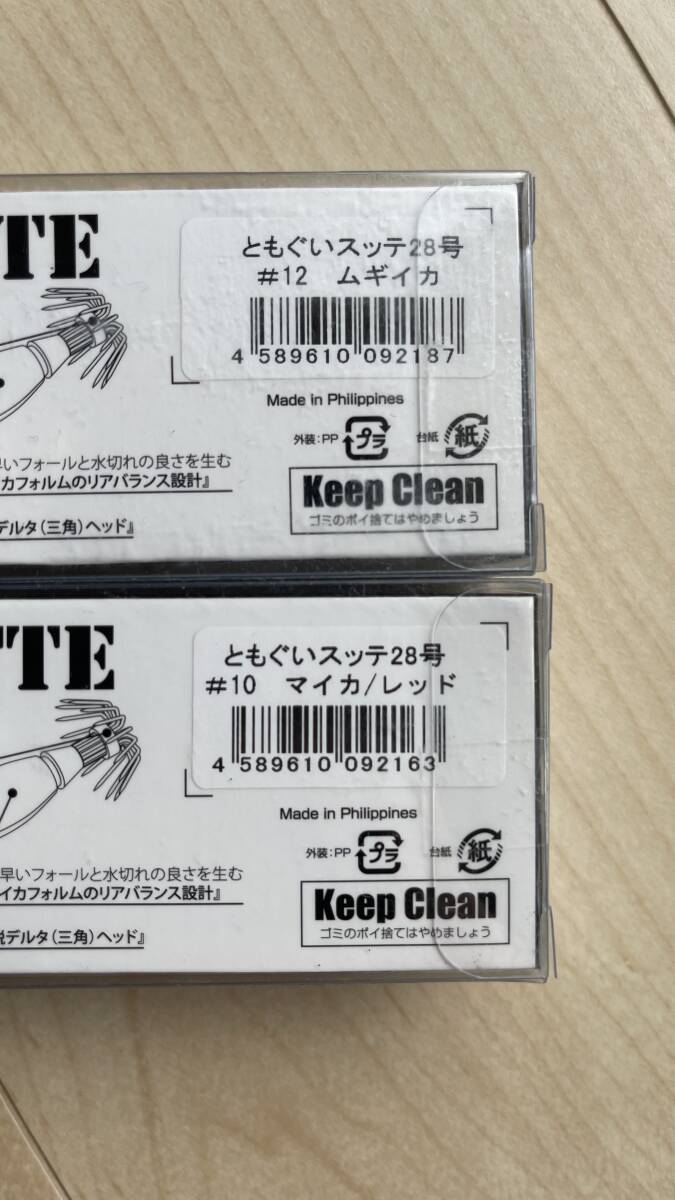 TE
ともぐいスッテ28号
#12 ムギイカ
4 589610 092187
Made in Philippines
外装:PP プラ 台紙 紙
早いフォールと水切れの良さを生む
カフォルムのリアバランス設計』
デルタ(三角)ヘッド』
Keep Clean
ゴミのポイ捨てはやめましょう
TE
ともぐいスッテ28号
#10 マイカ/レッド
4 589610 092163
Made in Philippines
外装:PP プラ 台紙 紙
早いフォールと水切れの良さを生む
イカフォルムのリアバランス設計』
デルタ(三角)ヘッド』
Keep Clean
ゴミのポイ捨てはやめましょう